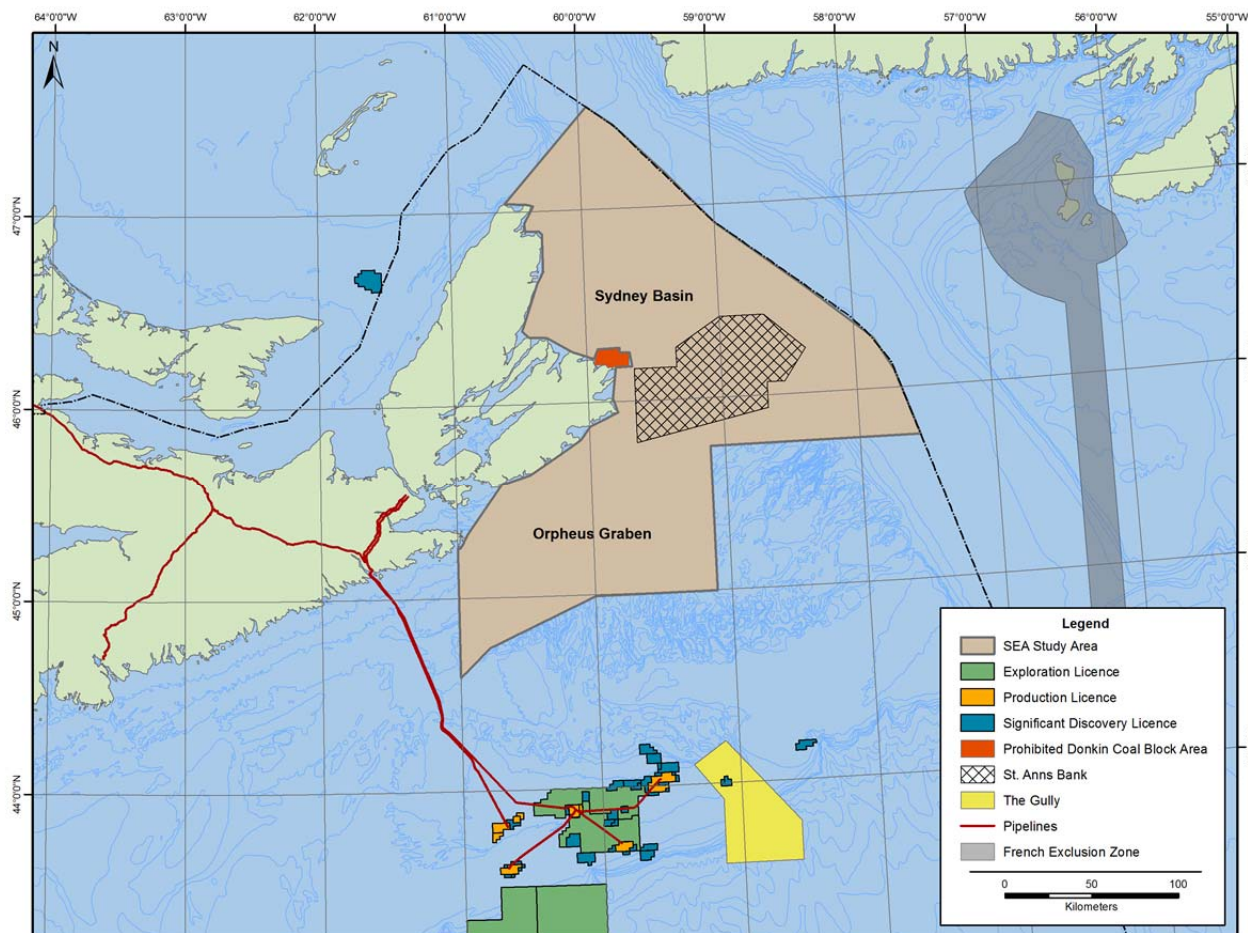 64°0'0"W 63°0'0"W 62°0'0"W 61°0'0"W 60°0'0"W 59°0'0"W 58°0'0"W 57°0'0"W 56°0'0"W 55°0'0"W
N
47°0'0"N
46°0'0"N
45°0'0"N
44°0'0"N
Sydney Basin
Orpheus Graben
Legend
SEA Study Area
Exploration Licence
Production Licence
Significant Discovery Licence
Prohibited Donkin Coal Block Area
St. Anns Bank
The Gully
Pipelines
French Exclusion Zone
0 50 100
Kilometers